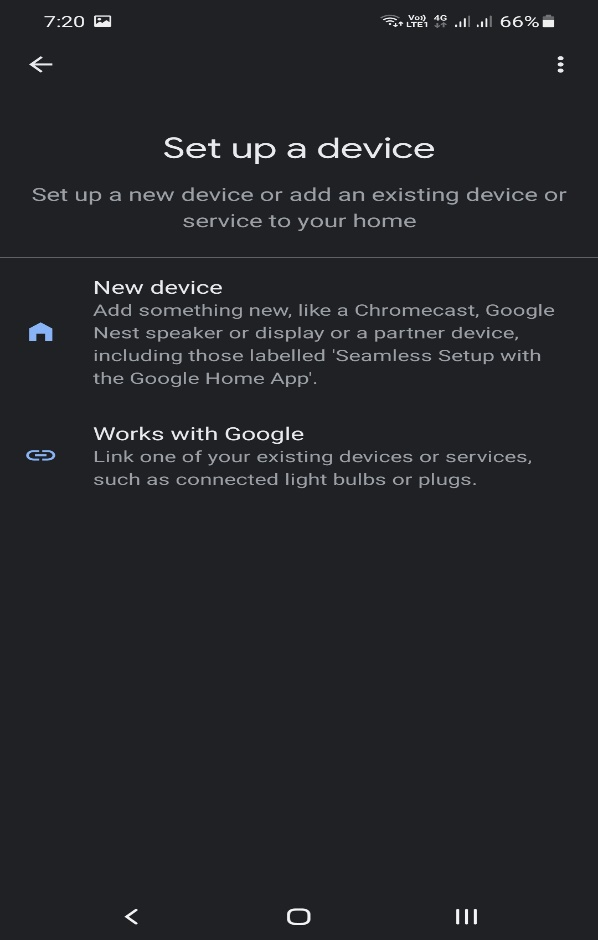 7:20
Vo))
LTE1
4G
66%
Set up a device
Set up a new device or add an existing device or
service to your home
New device
Add something new, like a Chromecast, Google
Nest speaker or display or a partner device,
including those labelled 'Seamless Setup with
the Google Home App'.
Works with Google
Link one of your existing devices or services,
such as connected light bulbs or plugs.